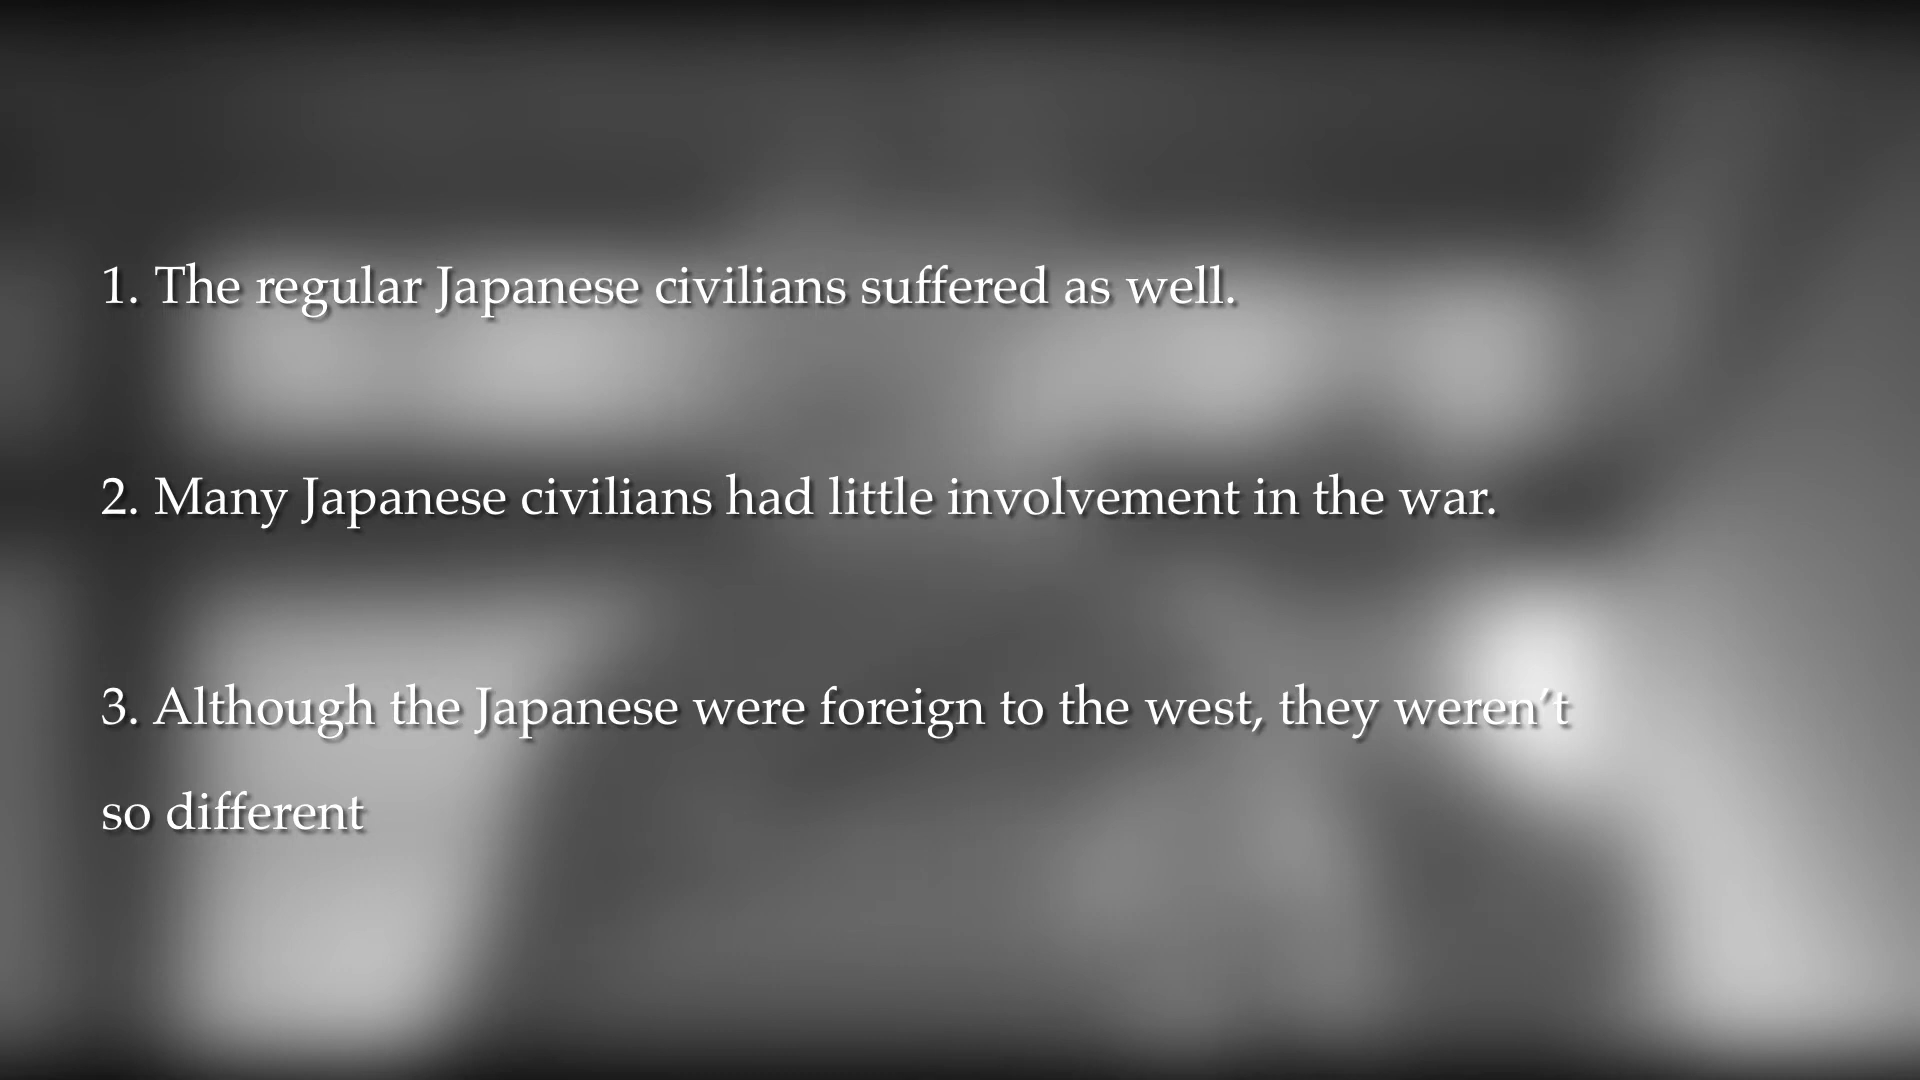 1. The regular Japanese civilians suffered as well.
2. Many Japanese civilians had little involvement in the war.
3. Although the Japanese were foreign to the west, they weren’t
so different